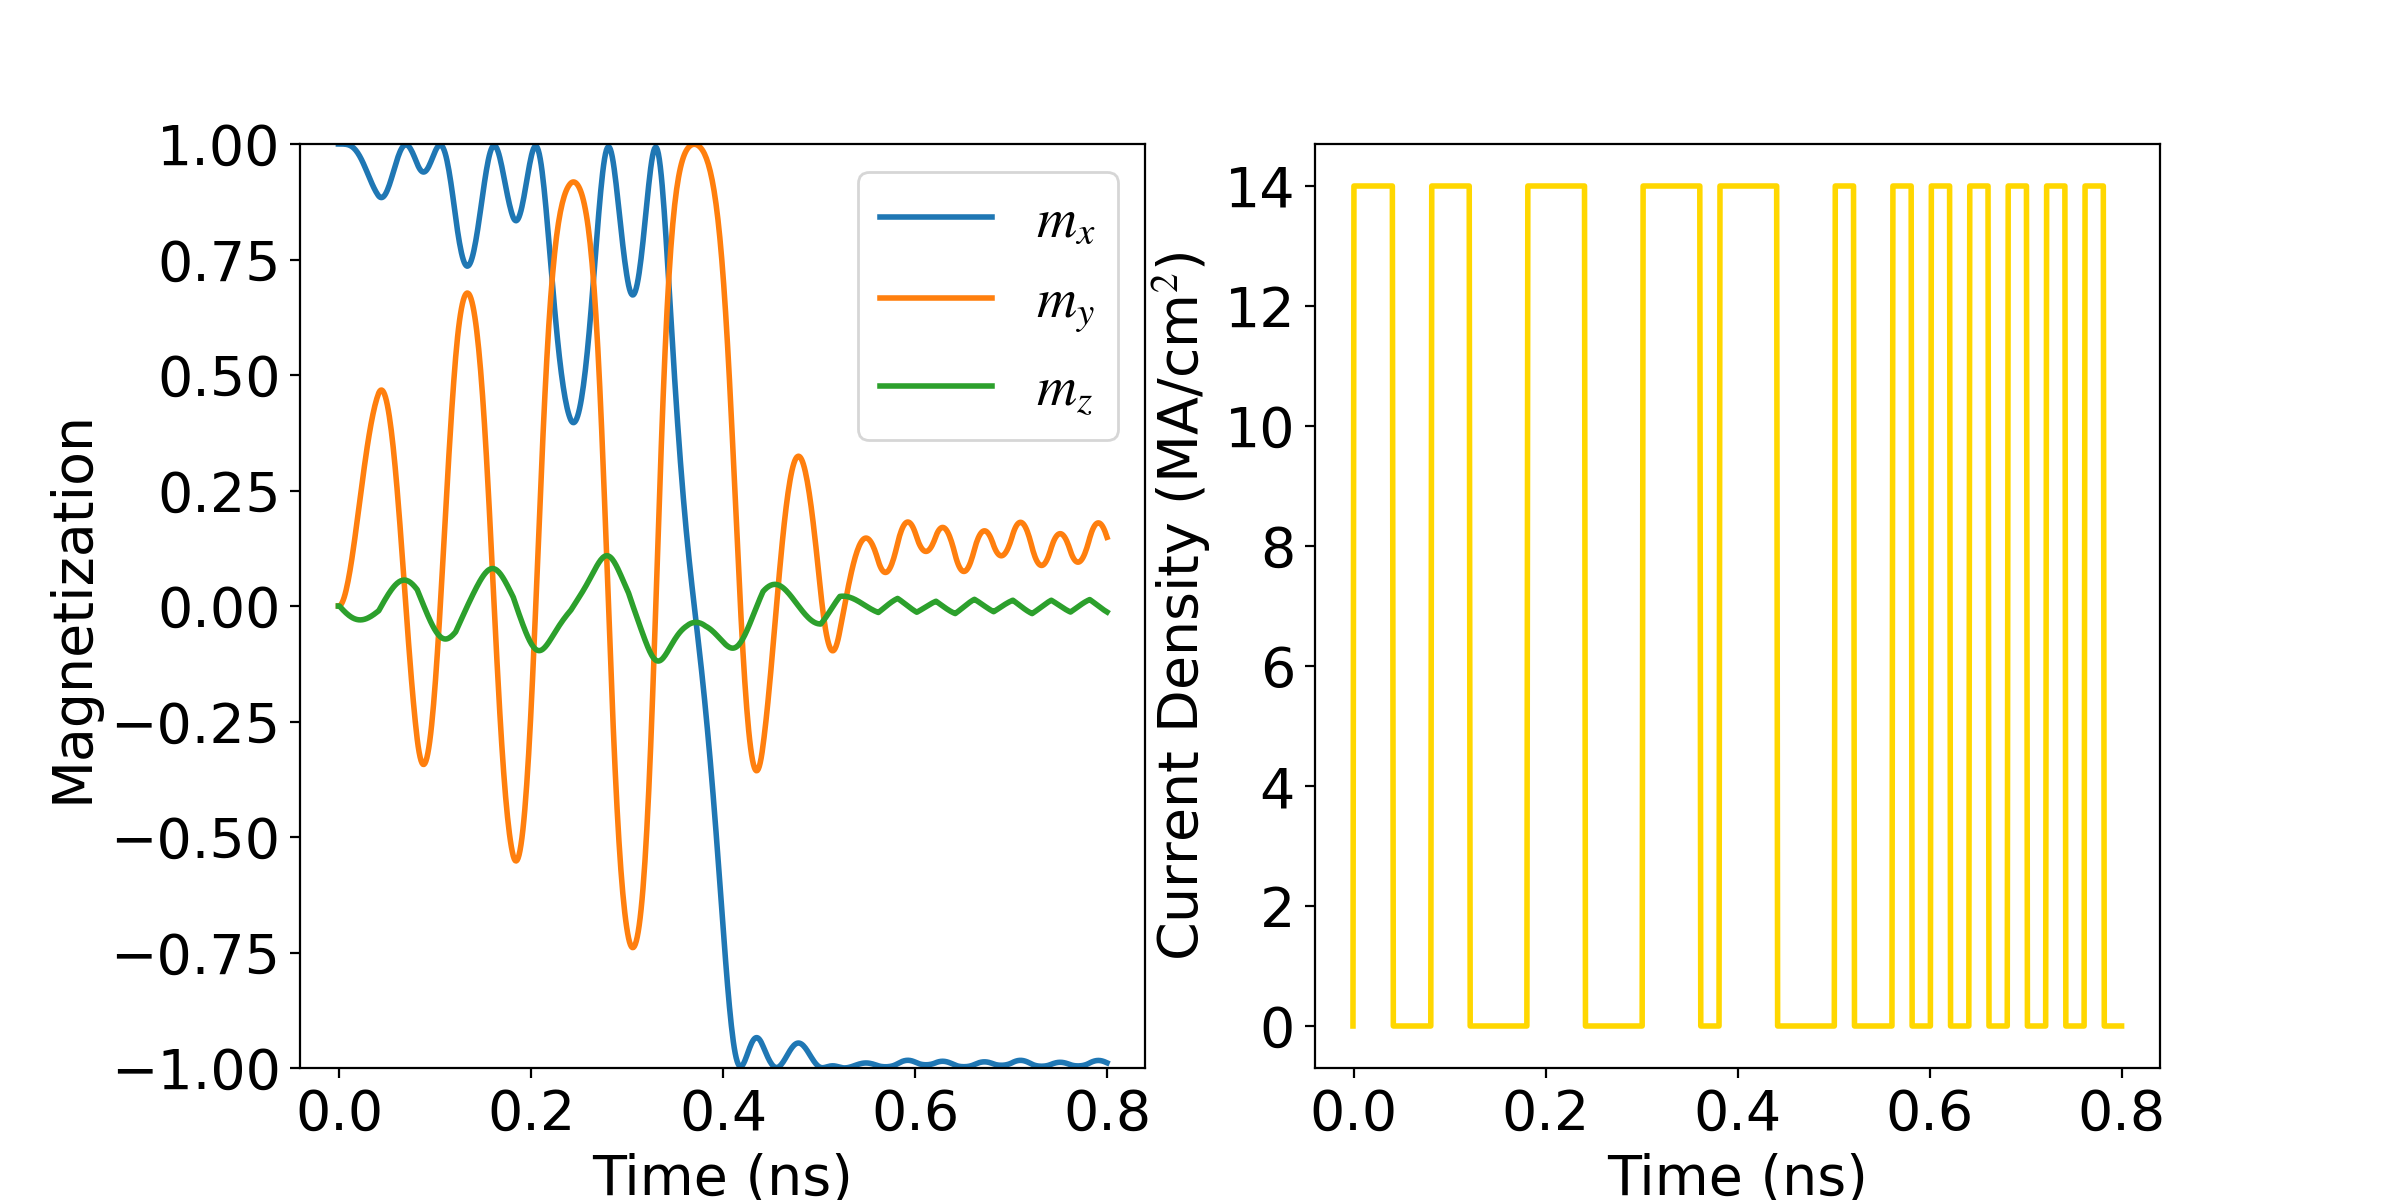 1.00
0.75
0.50
0.25
0.00
−0.25
−0.50
−0.75
−1.00
Magnetization
0.0 0.2 0.4 0.6 0.8
Time (ns)
m_x
m_y
m_z
14
12
10
8
6
4
2
0
Current Density (MA/cm²)
0.0 0.2 0.4 0.6 0.8
Time (ns)